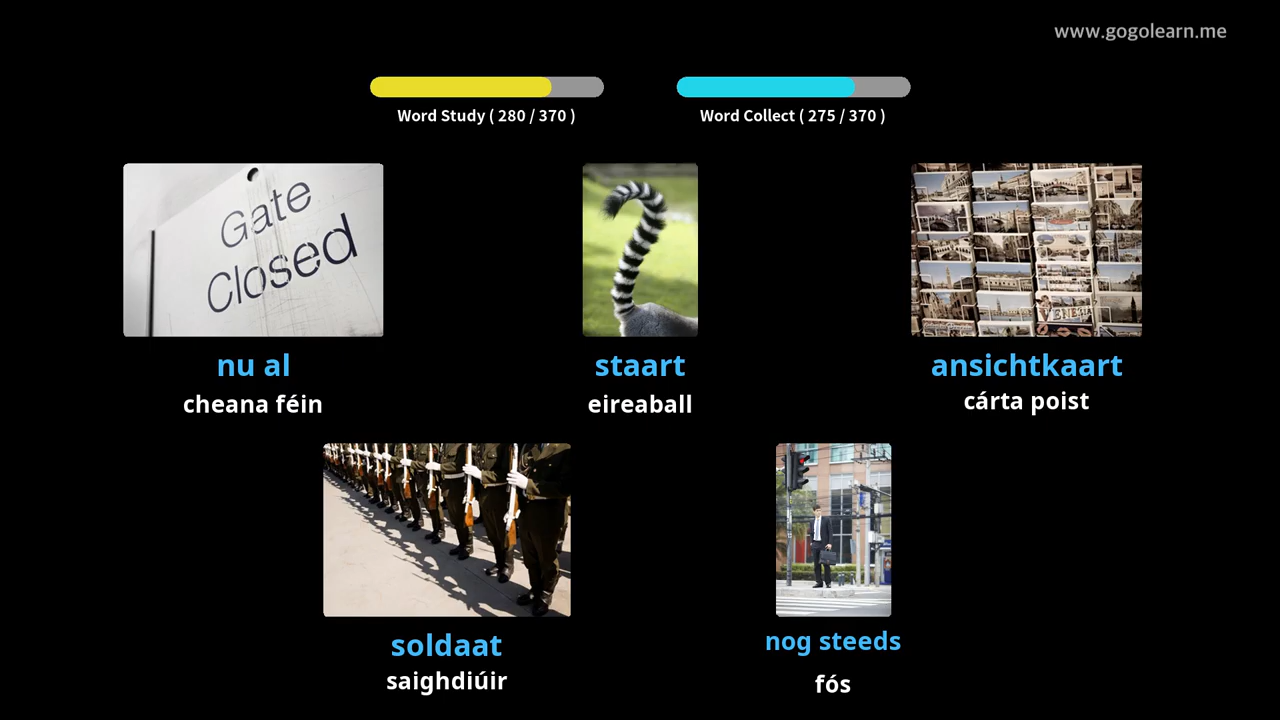 www.gogolearn.me
Word Study ( 280 / 370 )
Word Collect ( 275 / 370 )
Gate
Closed
VENEZIA
nu al
cheana féin
staart
eireaball
ansichtkaart
cárta poist
soldaat
saighdiúir
nog steeds
fós